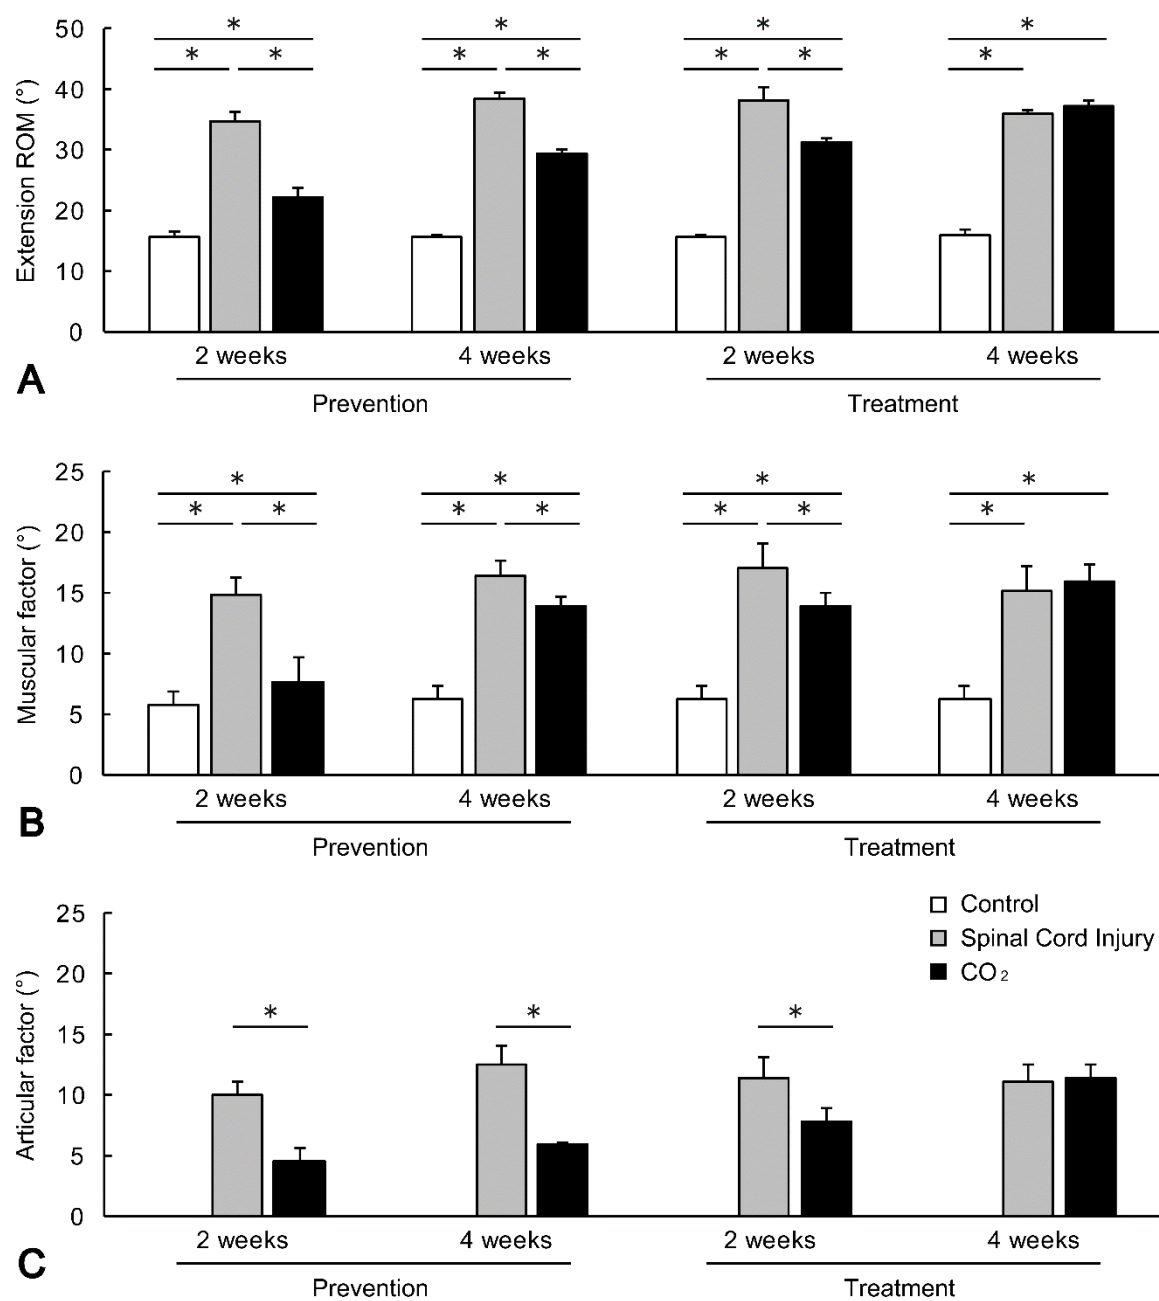 50
40
30
20
10
0
Extension ROM (°)
* * *
* * *
* * *
* *
2 weeks 4 weeks 2 weeks 4 weeks
Prevention Treatment
A
25
20
15
10
5
0
Muscular factor (°)
* * *
* * *
* * *
* *
2 weeks 4 weeks 2 weeks 4 weeks
Prevention Treatment
B
25
20
15
10
5
0
Articular factor (°)
Control
Spinal Cord Injury
CO₂
* * *
2 weeks 4 weeks 2 weeks 4 weeks
Prevention Treatment
C